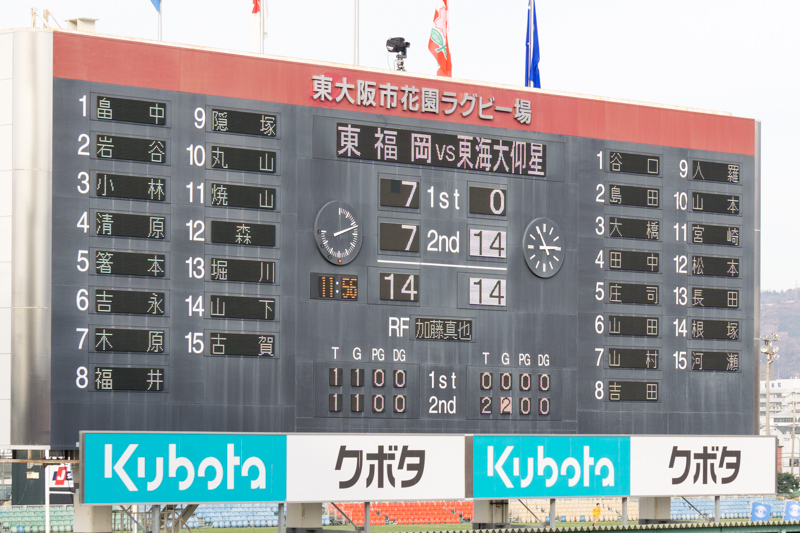 東大阪市花園ラグビー場
東福岡 VS 東海大仰星
1 畠中
2 岩谷
3 小林
4 清原
5 箸本
6 吉永
7 木原
8 福井
9 隠塚
10 丸山
11 焼山
12 森
13 堀川
14 山下
15 古賀
7 1st 0
7 2nd 14
14 14
11:56
RF 加藤真也
T G PG DG T G PG DG
1 1 0 0 1st 0 0 0 0
1 1 0 0 2nd 2 2 0 0
1 谷口
2 島田
3 大橋
4 田中
5 庄司
6 山田
7 山村
8 吉田
9 人羅
10 山本
11 宮崎
12 松本
13 長田
14 根塚
15 河瀬
Kubota クボタ Kubota クボタ